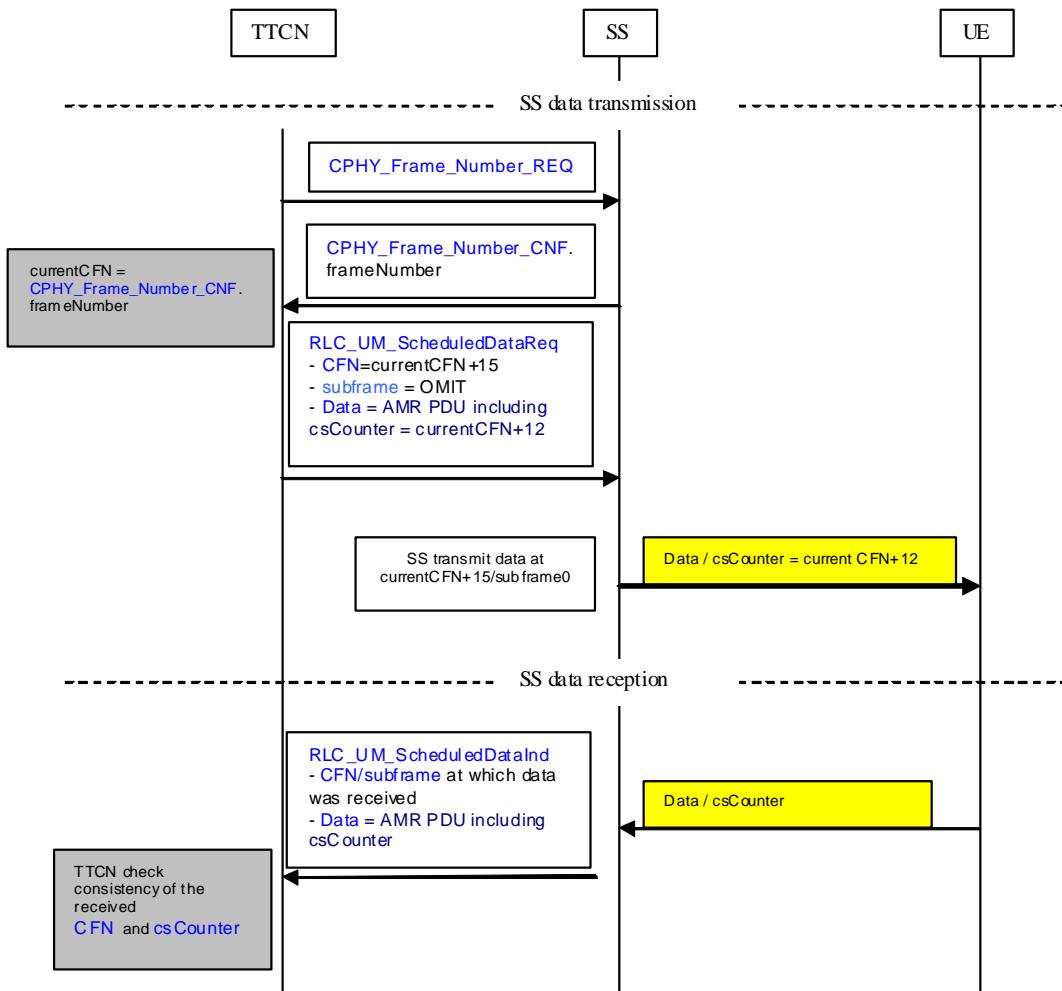 TTCN
SS
UE
SS data transmission
CPHY_Frame_Number_REQ
CPHY_Frame_Number_CNF.
frameNumber
currentCFN =
CPHY_Frame_Number_CNF.
frameNumber
RLC_UM_ScheduledDataReq
- CFN=currentCFN+15
- subframe = OMIT
- Data = AMR PDU including
csCounter = currentCFN+12
SS transmit data at
currentCFN+15/subframe0
Data / csCounter = current CFN+12
SS data reception
RLC_UM_ScheduledDataInd
- CFN/subframe at which data
was received
- Data = AMR PDU including
csCounter
Data / csCounter
TTCN check
consistency of the
received
CFN and csCounter